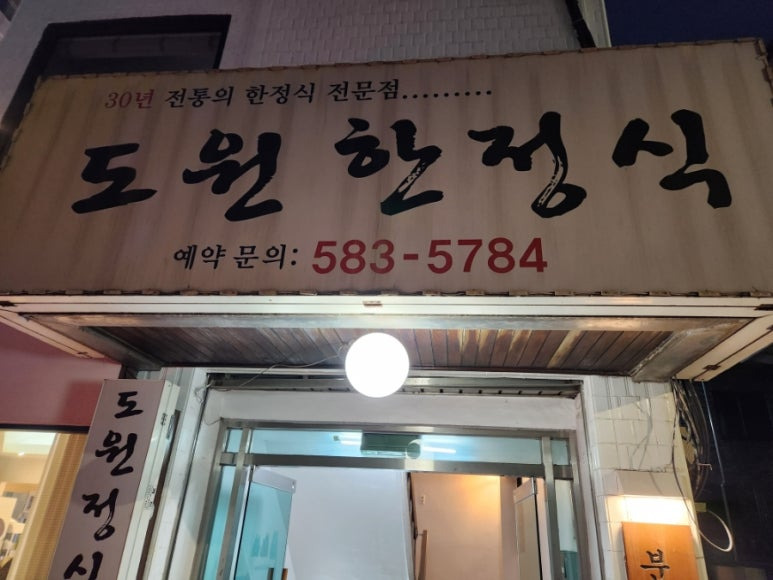 30년 전통의 한정식 전문점.........
도원 한정식
예약 문의: 583-5784
도원정식
부